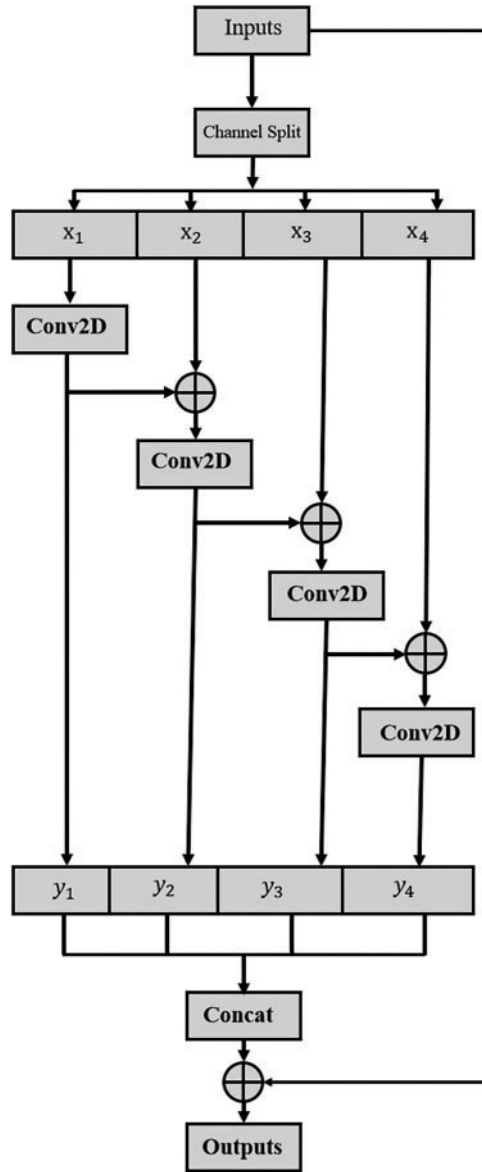 Inputs
Channel Split
x₁ x₂ x₃ x₄
Conv2D
Conv2D
Conv2D
Conv2D
y₁ y₂ y₃ y₄
Concat
Outputs